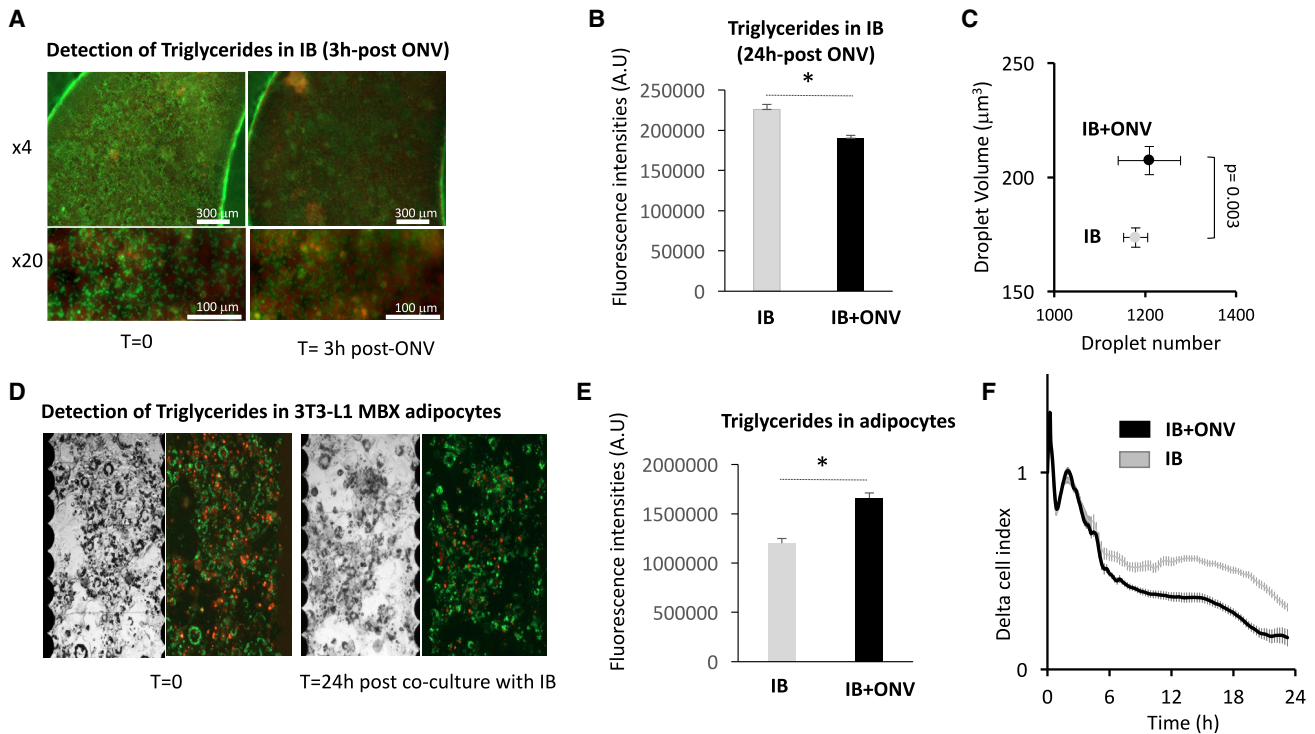 A
Detection of Triglycerides in IB (3h-post ONV)
x4
300 μm
300 μm
x20
100 μm
100 μm
T=0
T= 3h post-ONV
B
Triglycerides in IB
(24h-post ONV)
*
Fluorescence intensities (A.U)
250000
200000
150000
100000
50000
0
IB
IB+ONV
C
Droplet Volume (μm³)
250
200
150
IB+ONV
IB
p= 0.003
1000
1200
1400
Droplet number
D
Detection of Triglycerides in 3T3-L1 MBX adipocytes
T=0
T=24h post co-culture with IB
E
Triglycerides in adipocytes
*
Fluorescence intensities (A.U)
2000000
1500000
1000000
500000
0
IB
IB+ONV
F
IB+ONV
IB
Delta cell index
1
0
0
6
12
18
24
Time (h)